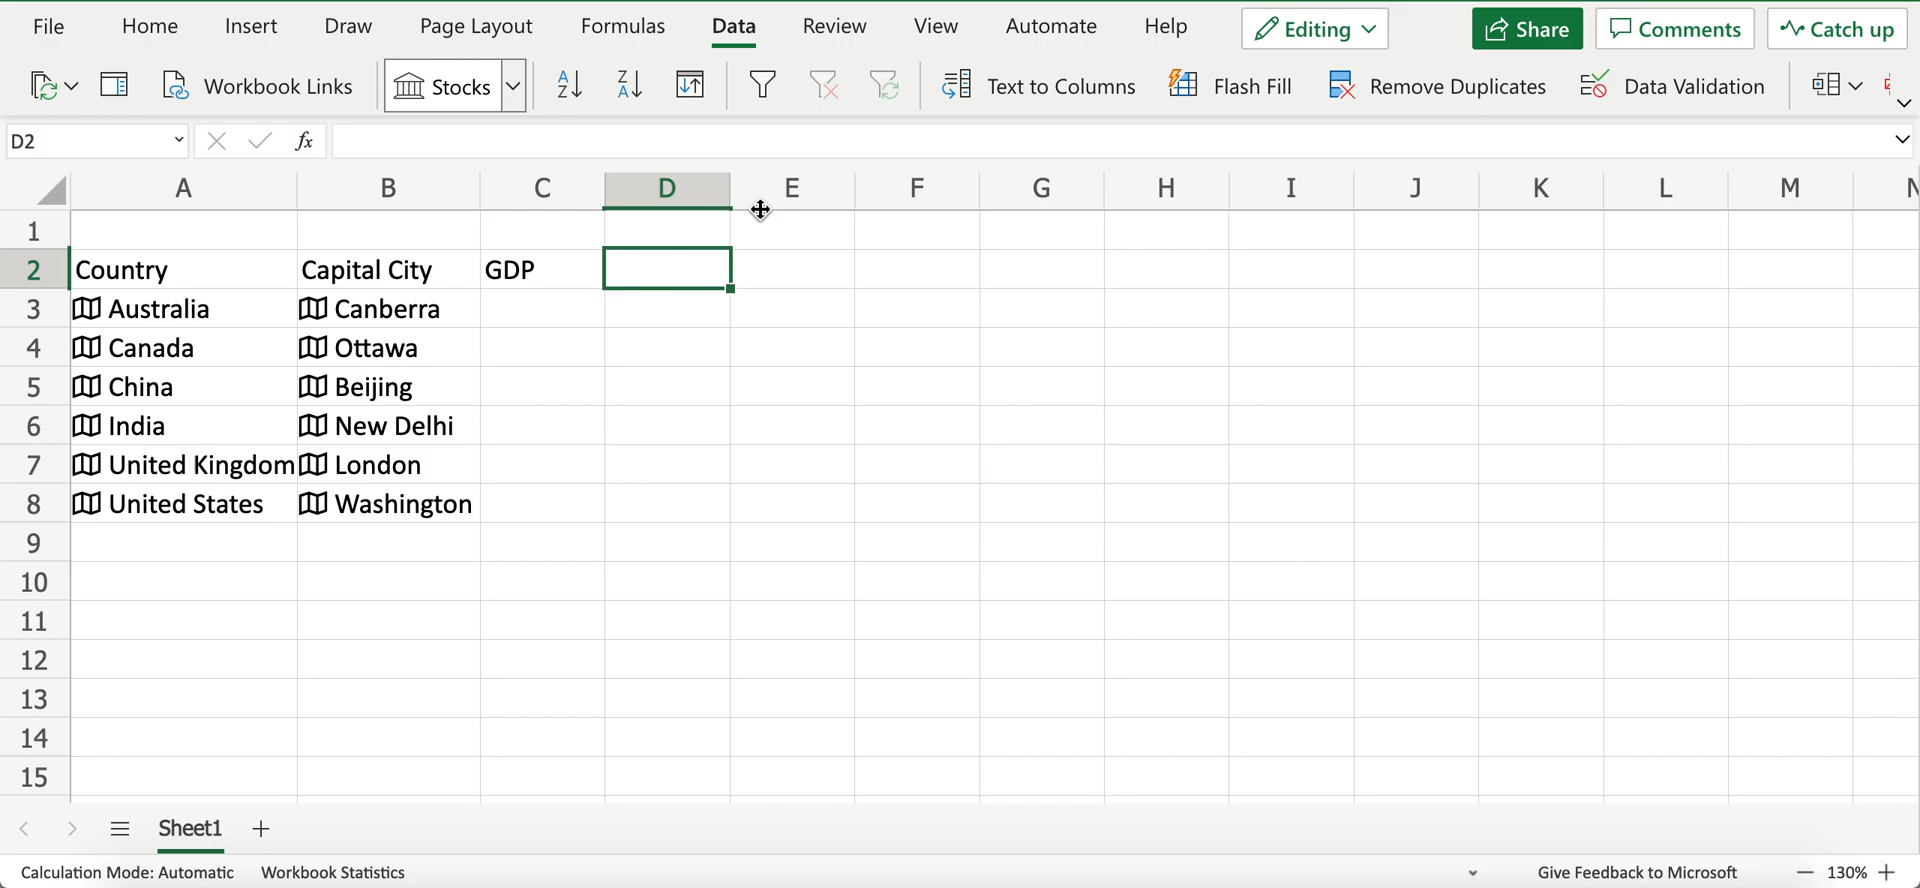 File Home Insert Draw Page Layout Formulas Data Review View Automate Help Editing Share Comments Catch up
Workbook Links Stocks Text to Columns Flash Fill Remove Duplicates Data Validation
D2 fx
A B C D E F G H I J K L M N
1
2 Country Capital City GDP
3 Australia Canberra
4 Canada Ottawa
5 China Beijing
6 India New Delhi
7 United Kingdom London
8 United States Washington
9
10
11
12
13
14
15
Sheet1
Calculation Mode: Automatic Workbook Statistics Give Feedback to Microsoft 130%